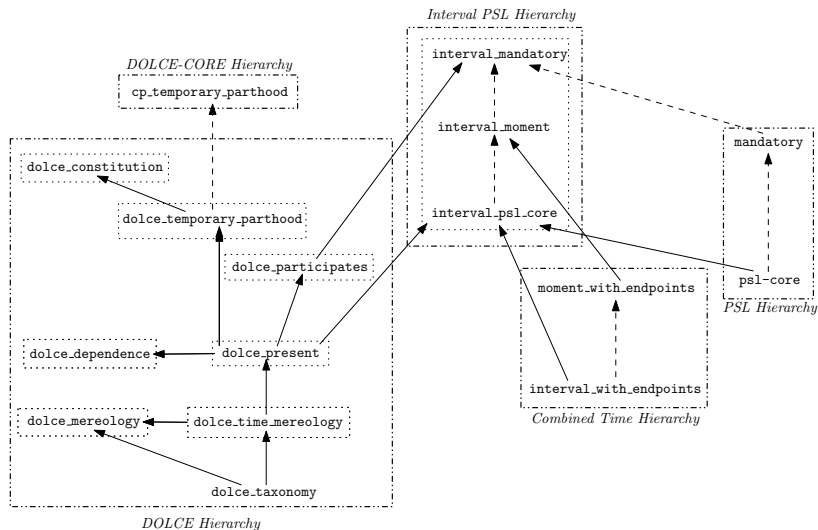 Interval PSL Hierarchy
interval_mandatory
DOLCE-CORE Hierarchy
cp_temporary_parthood
interval_moment
mandatory
dolce_constitution
dolce_temporary_parthood
interval_psl_core
dolce_participates
psl-core
moment_with_endpoints
PSL Hierarchy
dolce_dependence
dolce_present
interval_with_endpoints
dolce_mereology
dolce_time_mereology
Combined Time Hierarchy
dolce_taxonomy
DOLCE Hierarchy